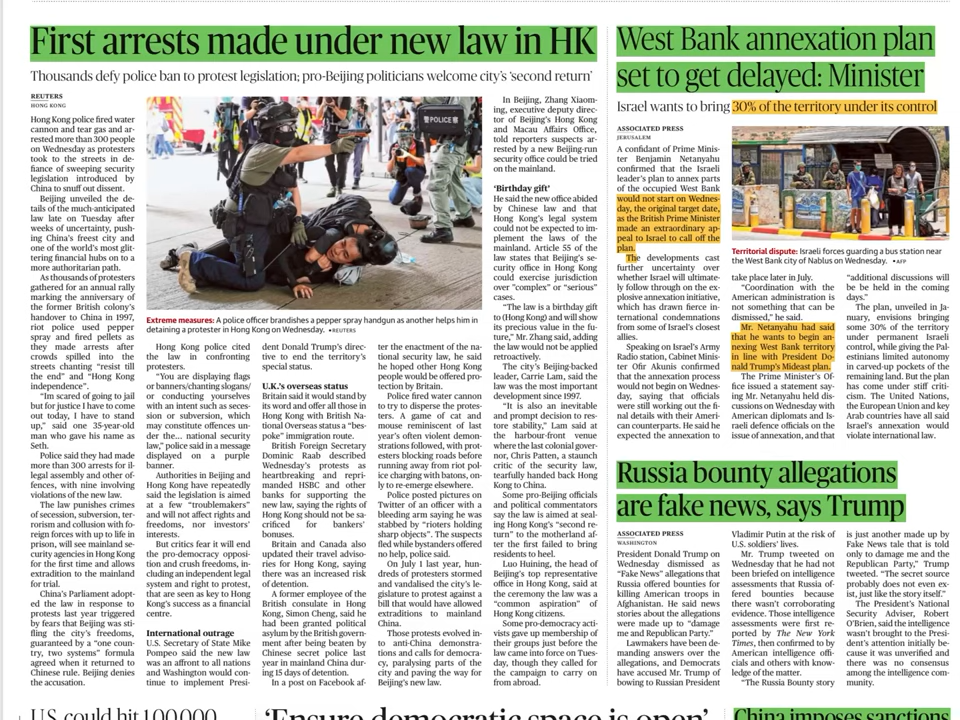 First arrests made under new law in HK
Thousands defy police ban to protest legislation; pro-Beijing politicians welcome city's 'second return'
REUTERS
HONG KONG
Hong Kong police fired water
cannon and tear gas and ar-
rested more than 300 people
on Wednesday as protesters
took to the streets in de-
fiance of sweeping security
legislation introduced by
China to snuff out dissent.
Beijing unveiled the de-
tails of the much-anticipated
law late on Tuesday after
weeks of uncertainty, push-
ing China's freest city and
one of the world's most glit-
tering financial hubs on to a
more authoritarian path.
As thousands of protesters
gathered for an annual rally
marking the anniversary of
the former British colony's
handover to China in 1997,
riot police used pepper
spray and fired pellets as
they made arrests after
crowds spilled into the
streets chanting "resist till
the end" and "Hong Kong
independence".
"I'm scared of going to jail
but for justice I have to come
out today, I have to stand
up," said one 35-year-old
man who gave his name as
Seth.
Police said they had made
more than 300 arrests for il-
legal assembly and other of-
fences, with nine involving
violations of the new law.
The law punishes crimes
of secession, subversion, ter-
rorism and collusion with fo-
reign forces with up to life in
prison, will see mainland se-
curity agencies in Hong Kong
for the first time and allows
extradition to the mainland
for trial.
China's Parliament adopt-
ed the law in response to
protests last year triggered
by fears that Beijing was sti-
fling the city's freedoms,
guaranteed by a "one coun-
try, two systems" formula
agreed when it returned to
Chinese rule. Beijing denies
the accusation.
POLICE 警察
Extreme measures: A police officer brandishes a pepper spray handgun as another helps him in
detaining a protester in Hong Kong on Wednesday. •REUTERS
Hong Kong police cited
the law in confronting
protesters.
"You are displaying flags
or banners/chanting slogans/
or conducting yourselves
with an intent such as seces-
sion or subversion, which
may constitute offences un-
der the... national security
law," police said in a message
displayed on a purple
banner.
Authorities in Beijing and
Hong Kong have repeatedly
said the legislation is aimed
at a few "troublemakers"
and will not affect rights and
freedoms, nor investors'
interests.
But critics fear it will end
the pro-democracy opposi-
tion and crush freedoms, in-
cluding an independent legal
system and right to protest,
that are seen as key to Hong
Kong's success as a financial
centre.
International outrage
U.S. Secretary of State Mike
Pompeo said the new law
was an affront to all nations
and Washington would con-
tinue to implement Presi-
dent Donald Trump's direc-
tive to end the territory's
special status.
U.K.'s overseas status
Britain said it would stand by
its word and offer all those in
Hong Kong with British Na-
tional Overseas status a "bes-
poke" immigration route.
British Foreign Secretary
Dominic Raab described
Wednesday's protests as
heartbreaking and repri-
manded HSBC and other
banks for supporting the
new law, saying the rights of
Hong Kong should not be sa-
crificed for bankers'
bonuses.
Britain and Canada also
updated their travel adviso-
ries for Hong Kong, saying
there was an increased risk
of detention.
A former employee of the
British consulate in Hong
Kong, Simon Cheng, said he
had been granted political
asylum by the British govern-
ment after being beaten by
Chinese secret police last
year in mainland China dur-
ing 15 days of detention.
In a post on Facebook af-
ter the enactment of the na-
tional security law, he said
he hoped other Hong Kong
people would be offered pro-
tection by Britain.
Police fired water cannon
to try to disperse the protes-
ters. A game of cat and
mouse reminiscent of last
year's often violent demon-
strations followed, with prot-
esters blocking roads before
running away from riot pol-
ice charging with batons, on-
ly to re-emerge elsewhere.
Police posted pictures on
Twitter of an officer with a
bleeding arm saying he was
stabbed by "rioters holding
sharp objects". The suspects
fled while bystanders offered
no help, police said.
On July 1 last year, hun-
dreds of protesters stormed
and vandalised the city's le-
gislature to protest against a
bill that would have allowed
extraditions to mainland
China.
Those protests evolved in-
to anti-China demonstra-
tions and calls for democra-
cy, paralysing parts of the
city and paving the way for
Beijing's new law.
In Beijing, Zhang Xiaom-
ing, executive deputy direc-
tor of Beijing's Hong Kong
and Macau Affairs Office,
told reporters suspects ar-
rested by a new Beijing-run
security office could be tried
on the mainland.
'Birthday gift'
He said the new office abided
by Chinese law and that
Hong Kong's legal system
could not be expected to im-
plement the laws of the
mainland. Article 55 of the
law states that Beijing's se-
curity office in Hong Kong
could exercise jurisdiction
over "complex" or "serious"
cases.
"The law is a birthday gift
to (Hong Kong) and will show
its precious value in the fu-
ture," Mr. Zhang said, adding
the law would not be applied
retroactively.
The city's Beijing-backed
leader, Carrie Lam, said the
law was the most important
development since 1997.
"It is also an inevitable
and prompt decision to res-
tore stability," Lam said at
the harbour-front venue
where the last colonial gover-
nor, Chris Patten, a staunch
critic of the security law,
tearfully handed back Hong
Kong to China.
Some pro-Beijing officials
and political commentators
say the law is aimed at seal-
ing Hong Kong's "second re-
turn" to the motherland af-
ter the first failed to bring
residents to heel.
Luo Huining, the head of
Beijing's top representative
office in Hong Kong, said at
the ceremony the law was a
"common aspiration" of
Hong Kong citizens.
Some pro-democracy acti-
vists gave up membership of
their groups just before the
law came into force on Tues-
day, though they called for
the campaign to carry on
from abroad.
West Bank annexation plan
set to get delayed: Minister
Israel wants to bring 30% of the territory under its control
ASSOCIATED PRESS
JERUSALEM
A confidant of Prime Minis-
ter Benjamin Netanyahu
confirmed that the Israeli
leader's plan to annex parts
of the occupied West Bank
would not start on Wednes-
day, the original target date,
as the British Prime Minister
made an extraordinary ap-
peal to Israel to call off the
plan.
The developments cast
further uncertainty over
whether Israel will ultimate-
ly follow through on the ex-
plosive annexation initiative,
which has drawn fierce in-
ternational condemnations
from some of Israel's closest
allies.
Speaking on Israel's Army
Radio station, Cabinet Minis-
ter Ofir Akunis confirmed
that the annexation process
would not begin on Wednes-
day, saying that officials
were still working out the fi-
nal details with their Ameri-
can counterparts. He said he
expected the annexation to
Territorial dispute: Israeli forces guarding a bus station near
the West Bank city of Nablus on Wednesday. •AFP
take place later in July.
"Coordination with the
American administration is
not something that can be
dismissed," he said.
Mr. Netanyahu had said
that he wants to begin an-
nexing West Bank territory
in line with President Do-
nald Trump's Mideast plan.
The Prime Minister's Of-
fice issued a statement say-
ing Mr. Netanyahu held dis-
cussions on Wednesday with
American diplomats and Is-
raeli defence officials on the
issue of annexation, and that
"additional discussions will
be be held in the coming
days."
The plan, unveiled in Ja-
nuary, envisions bringing
some 30% of the territory
under permanent Israeli
control, while giving the Pal-
estinians limited autonomy
in carved-up pockets of the
remaining land. But the plan
has come under stiff criti-
cism. The United Nations,
the European Union and key
Arab countries have all said
Israel's annexation would
violate international law.
Russia bounty allegations
are fake news, says Trump
ASSOCIATED PRESS
WASHINGTON
President Donald Trump on
Wednesday dismissed as
"Fake News" allegations that
Russia offered bounties for
killing American troops in
Afghanistan. He said news
stories about the allegations
were made up to "damage
me and Republican Party."
Lawmakers have been de-
manding answers over the
allegations, and Democrats
have accused Mr. Trump of
bowing to Russian President
Vladimir Putin at the risk of
U.S. soldiers' lives.
Mr. Trump tweeted on
Wednesday that he had not
been briefed on intelligence
assessments that Russia of-
fered bounties because
there wasn't corroborating
evidence. Those intelligence
assessments were first re-
ported by The New York
Times, then confirmed to by
American intelligence offi-
cials and others with know-
ledge of the matter.
"The Russia Bounty story
is just another made up by
Fake News tale that is told
only to damage me and the
Republican Party," Trump
tweeted. "The secret source
probably does not even ex-
ist, just like the story itself."
The President's National
Security Adviser, Robert
O'Brien, said the intelligence
wasn't brought to the Presi-
dent's attention initially be-
cause it was unverified and
there was no consensus
among the intelligence com-
munity.
U.S. could hit 1,00,000
'Ensure democratic space is open'
China imposes sanctions